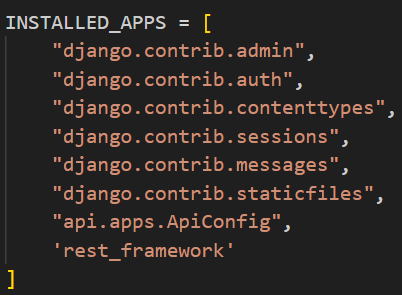 INSTALLED_APPS = [
    "django.contrib.admin",
    "django.contrib.auth",
    "django.contrib.contenttypes",
    "django.contrib.sessions",
    "django.contrib.messages",
    "django.contrib.staticfiles",
    "api.apps.ApiConfig",
    'rest_framework'
]